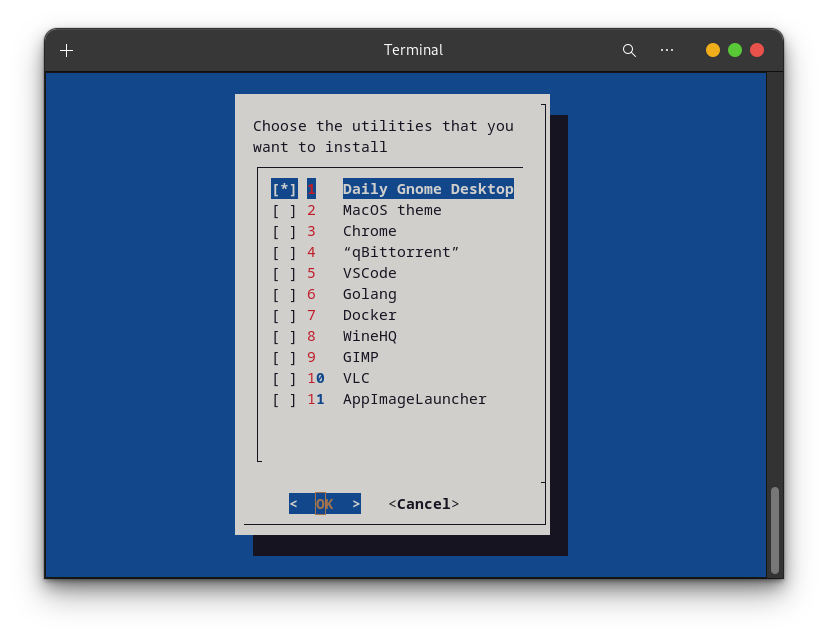 Terminal
Choose the utilities that you
want to install
[*] 1 Daily Gnome Desktop
[ ] 2 MacOS theme
[ ] 3 Chrome
[ ] 4 “qBittorrent”
[ ] 5 VSCode
[ ] 6 Golang
[ ] 7 Docker
[ ] 8 WineHQ
[ ] 9 GIMP
[ ] 10 VLC
[ ] 11 AppImageLauncher
< OK > <Cancel>